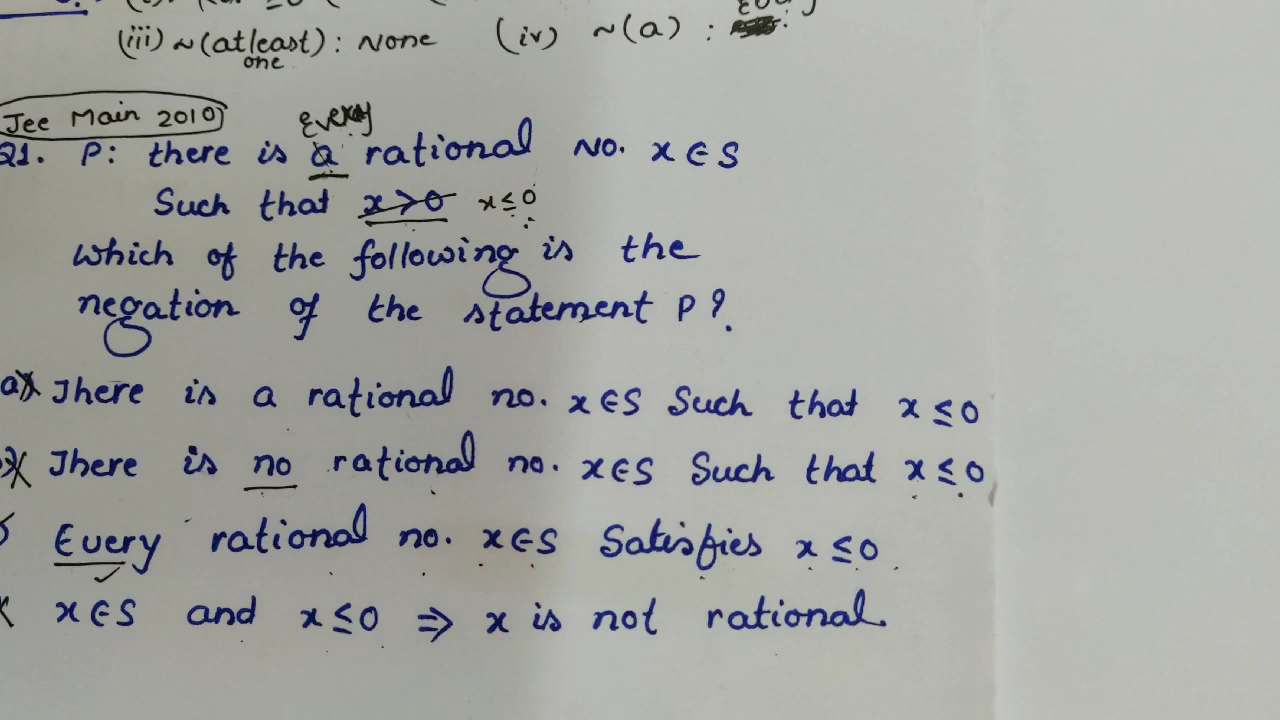 (iii) ~(atleast): None (iv) ~(a) :
one
Jee Main 2010
every
Q1. P: there is a rational No. x ∈ S
Such that x>0 x≤0
which of the following is the
negation of the statement P?
a) There is a rational no. x∈S Such that x ≤ 0
There is no rational no. x∈S Such that x ≤ 0
Every rational no. x∈S Satisfies x ≤ 0
x∈S and x≤0 ⇒ x is not rational.